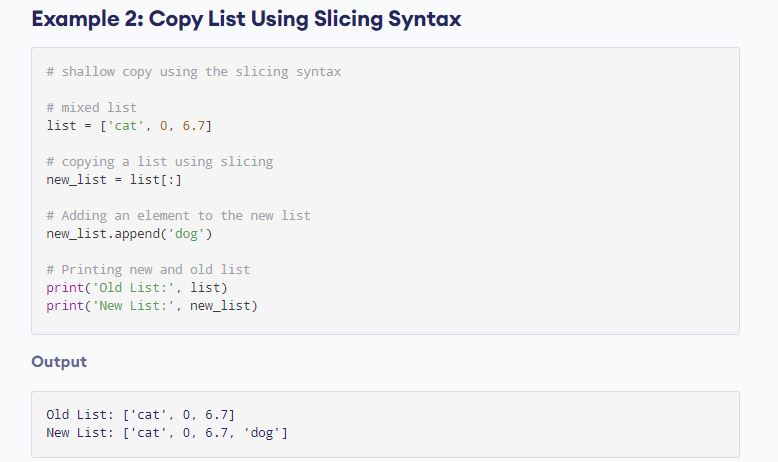 Example 2: Copy List Using Slicing Syntax
# shallow copy using the slicing syntax
# mixed list
list = ['cat', 0, 6.7]
# copying a list using slicing
new_list = list[:]
# Adding an element to the new list
new_list.append('dog')
# Printing new and old list
print('Old List:', list)
print('New List:', new_list)
Output
Old List: ['cat', 0, 6.7]
New List: ['cat', 0, 6.7, 'dog']